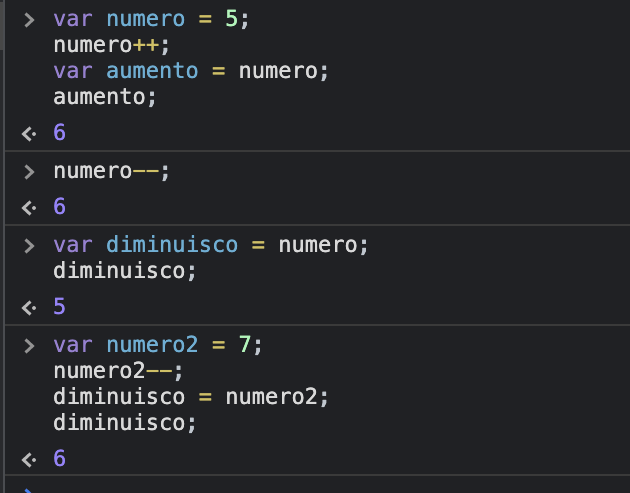 var numero = 5;
numero++;
var aumento = numero;
aumento;
6
numero--;
6
var diminuisco = numero;
diminuisco;
5
var numero2 = 7;
numero2--;
diminuisco = numero2;
diminuisco;
6